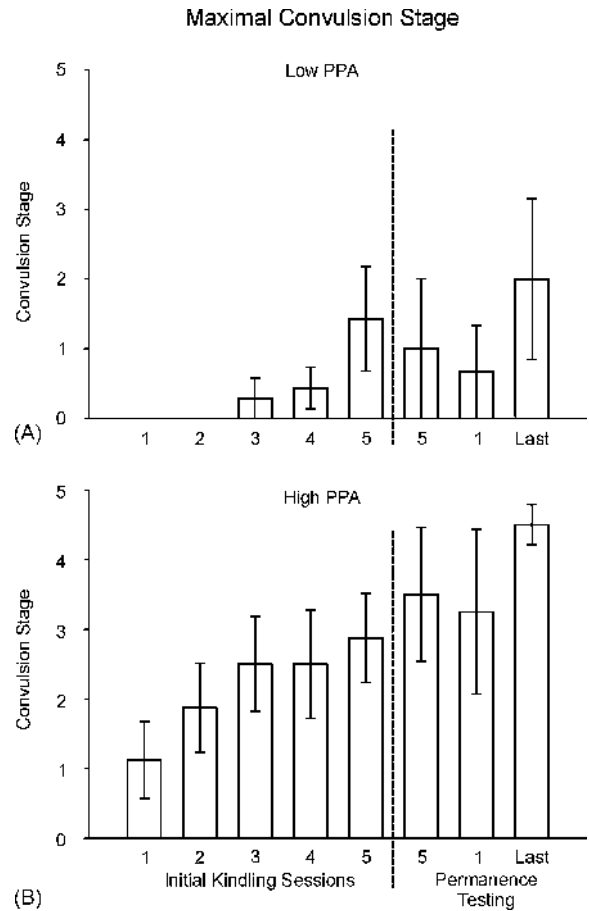 Maximal Convulsion Stage
Low PPA
5
4
3
2
1
0
Convulsion Stage
(A)
1 2 3 4 5 5 1 Last
High PPA
5
4
3
2
1
0
Convulsion Stage
1 2 3 4 5 5 1 Last
Initial Kindling Sessions
Permanence
Testing
(B)